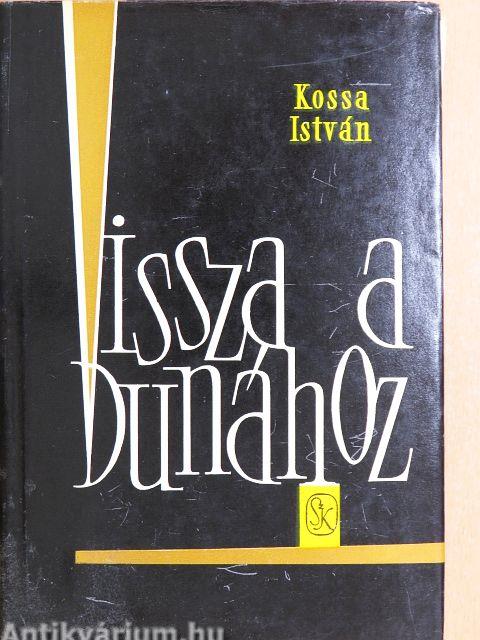 Kossa
István
Vissza a
Dunához
SzK
Antikvárium.hu